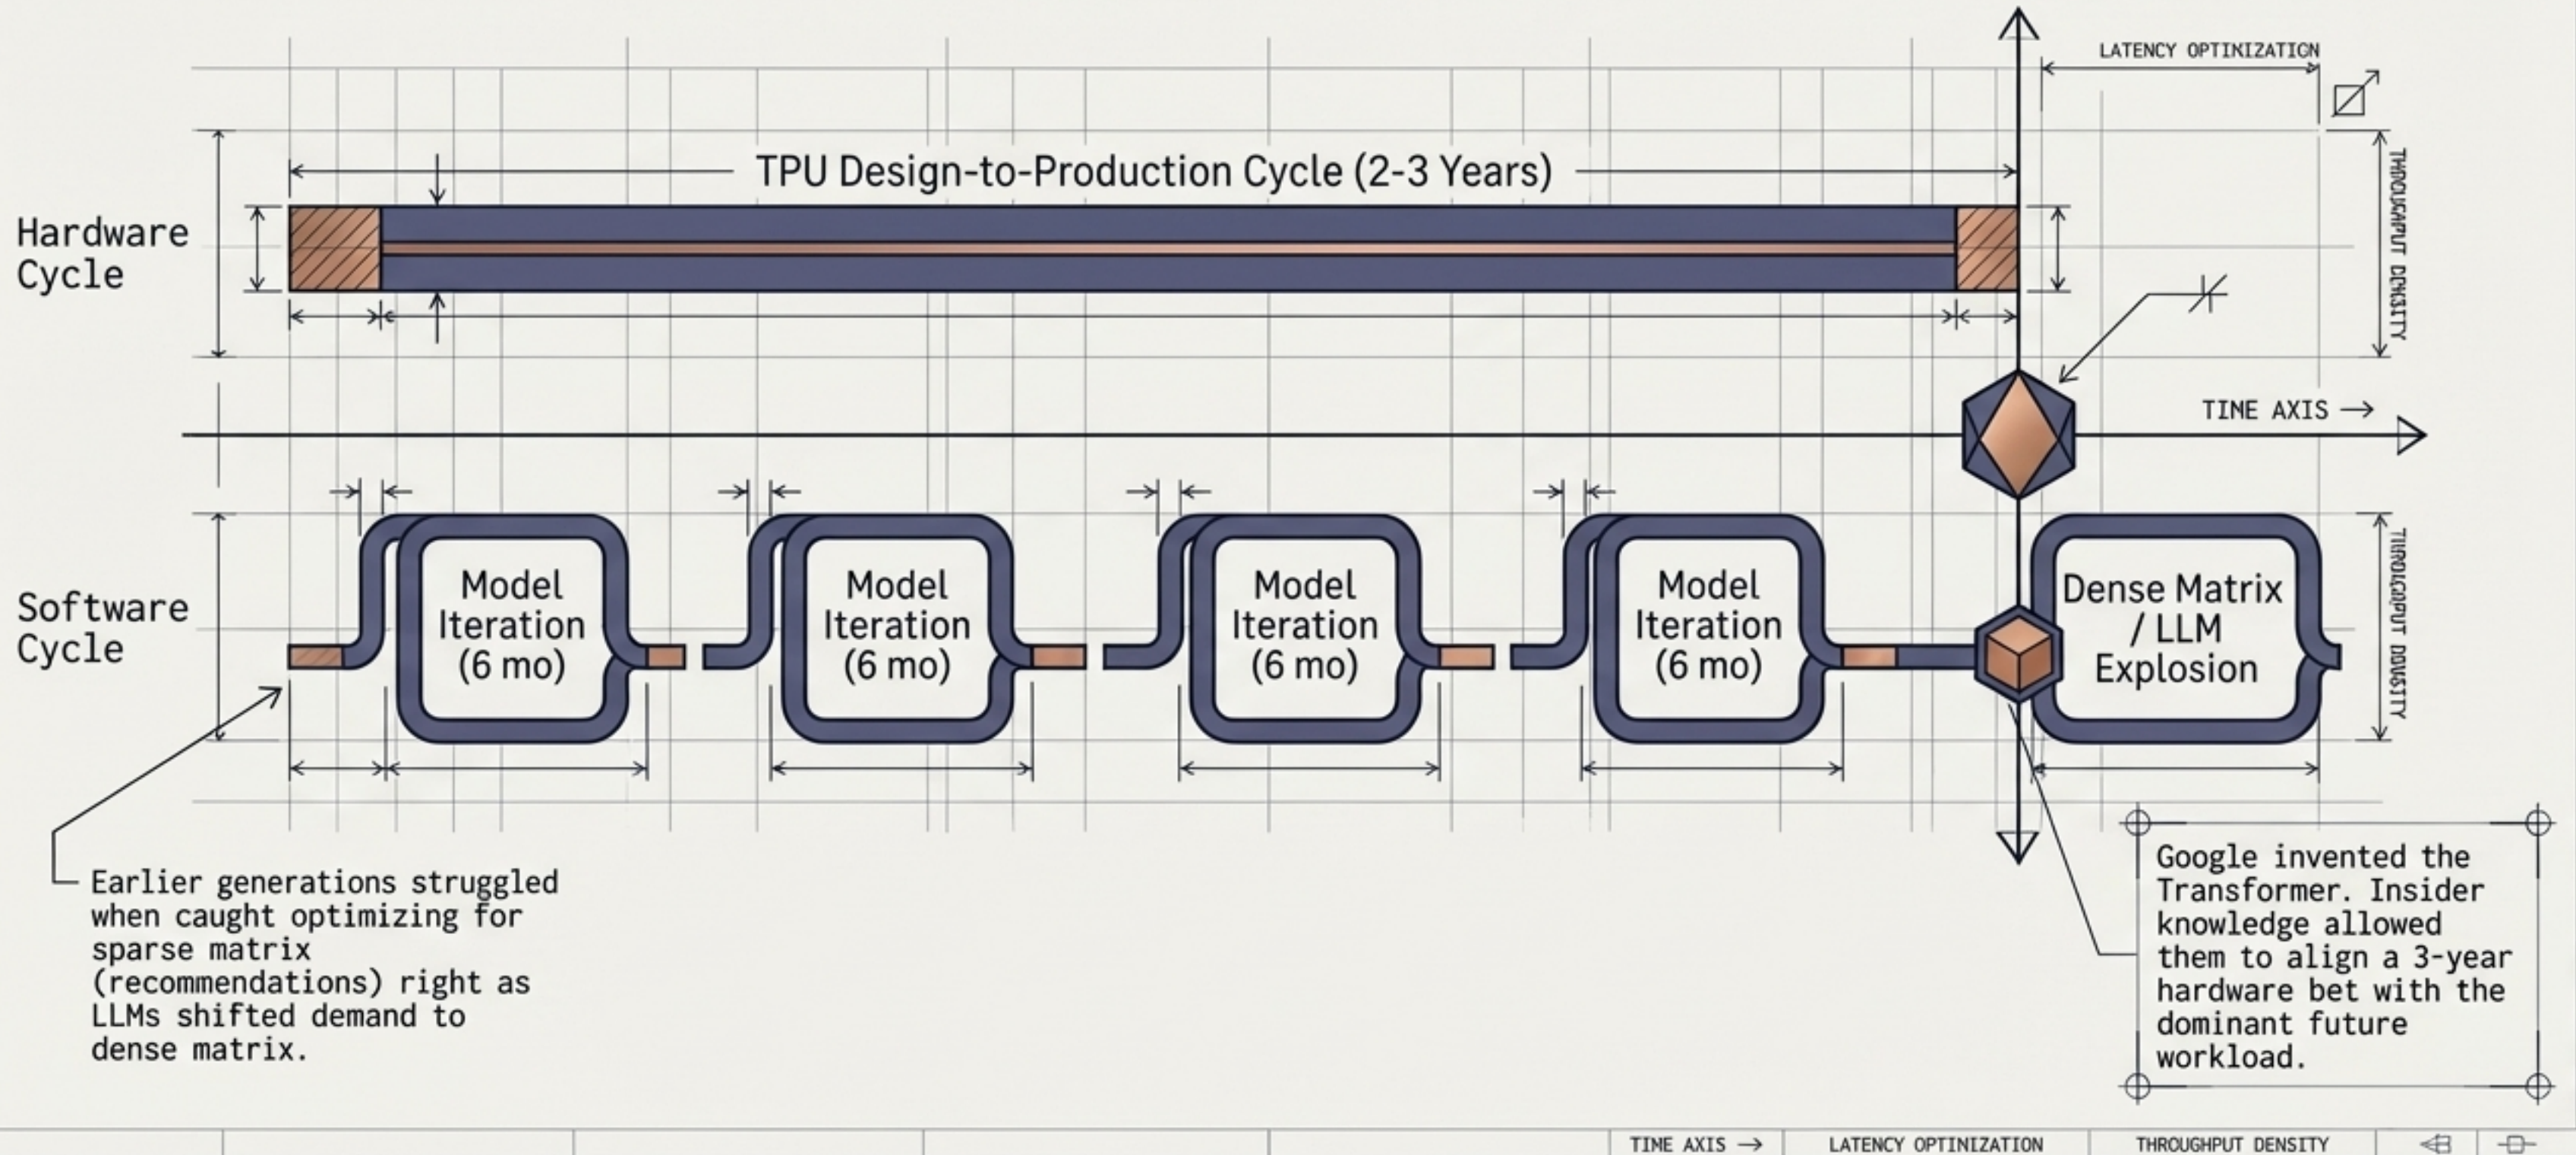 LATENCY OPTIMIZATION
TPU Design-to-Production Cycle (2-3 Years)
Hardware
Cycle
TIME AXIS →
Software
Cycle
Model
Iteration
(6 mo)
Model
Iteration
(6 mo)
Model
Iteration
(6 mo)
Model
Iteration
(6 mo)
Dense Matrix
/ LLM
Explosion
Earlier generations struggled
when caught optimizing for
sparse matrix
(recommendations) right as
LLMs shifted demand to
dense matrix.
Google invented the
Transformer. Insider
knowledge allowed
them to align a 3-year
hardware bet with the
dominant future
workload.
TIME AXIS →
LATENCY OPTIMIZATION
THROUGHPUT DENSITY